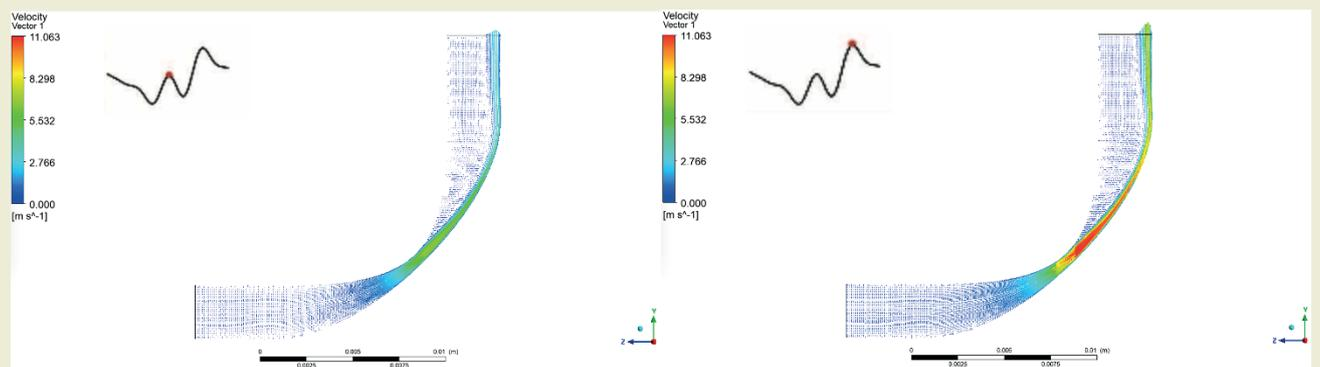 Velocity
Vector 1
11.063
8.298
5.532
2.766
0.000
[m s^-1]
Y
Z
0 0.005 0.01 (m)
0.0025 0.0075
Velocity
Vector 1
11.063
8.298
5.532
2.766
0.000
[m s^-1]
Y
Z
0 0.005 0.01 (m)
0.0025 0.0075